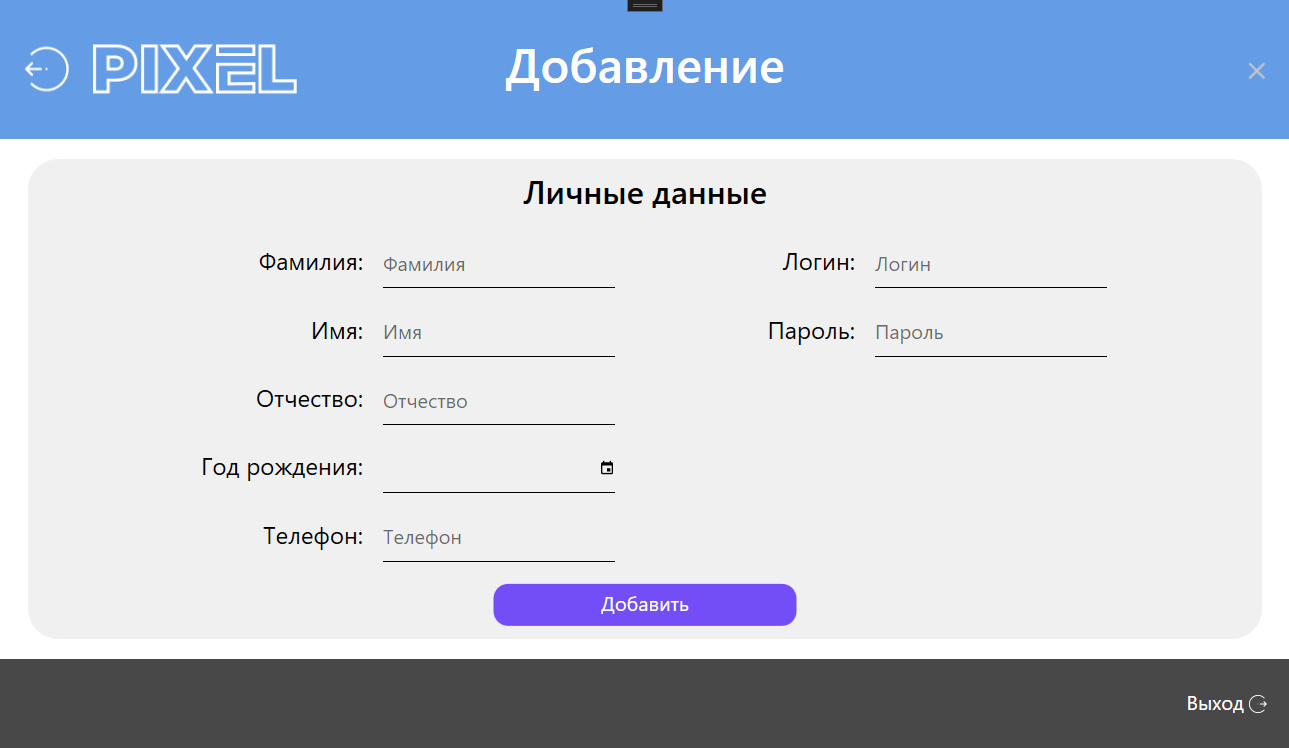 PIXEL
Добавление
Личные данные
Фамилия: Фамилия
Логин: Логин
Имя: Имя
Пароль: Пароль
Отчество: Отчество
Год рождения:
Телефон: Телефон
Добавить
Выход